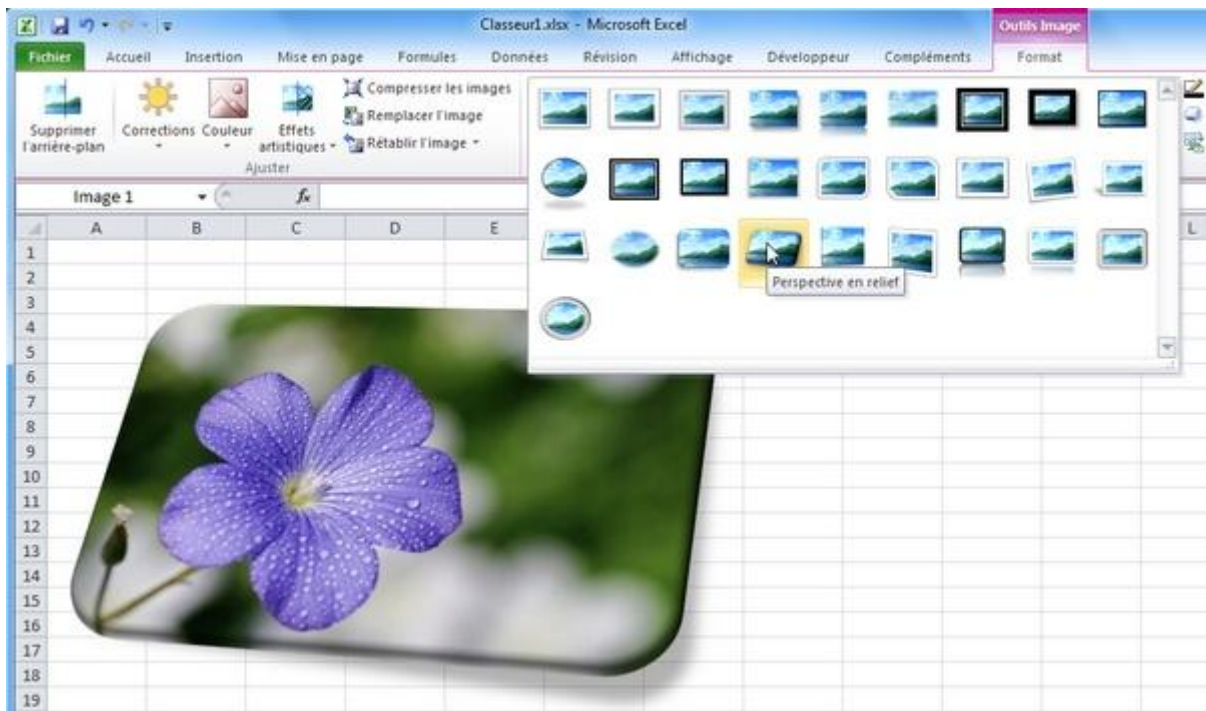 Classeur1.xlsx - Microsoft Excel
Outils Image
Fichier Accueil Insertion Mise en page Formules Données Révision Affichage Développeur Compléments Format
Supprimer l'arrière-plan
Corrections
Couleur
Effets artistiques
Compresser les images
Remplacer l'image
Rétablir l'image
Ajuster
Image 1
fx
A B C D E L
Perspective en relief
1
2
3
4
5
6
7
8
9
10
11
12
13
14
15
16
17
18
19